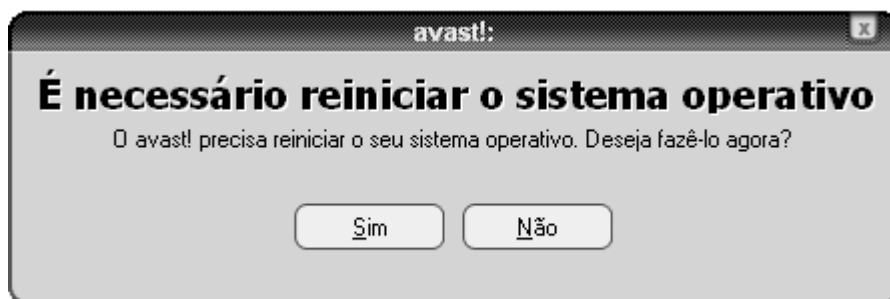 avast!:
É necessário reiniciar o sistema operativo
O avast! precisa reiniciar o seu sistema operativo. Deseja fazê-lo agora?
Sim Não